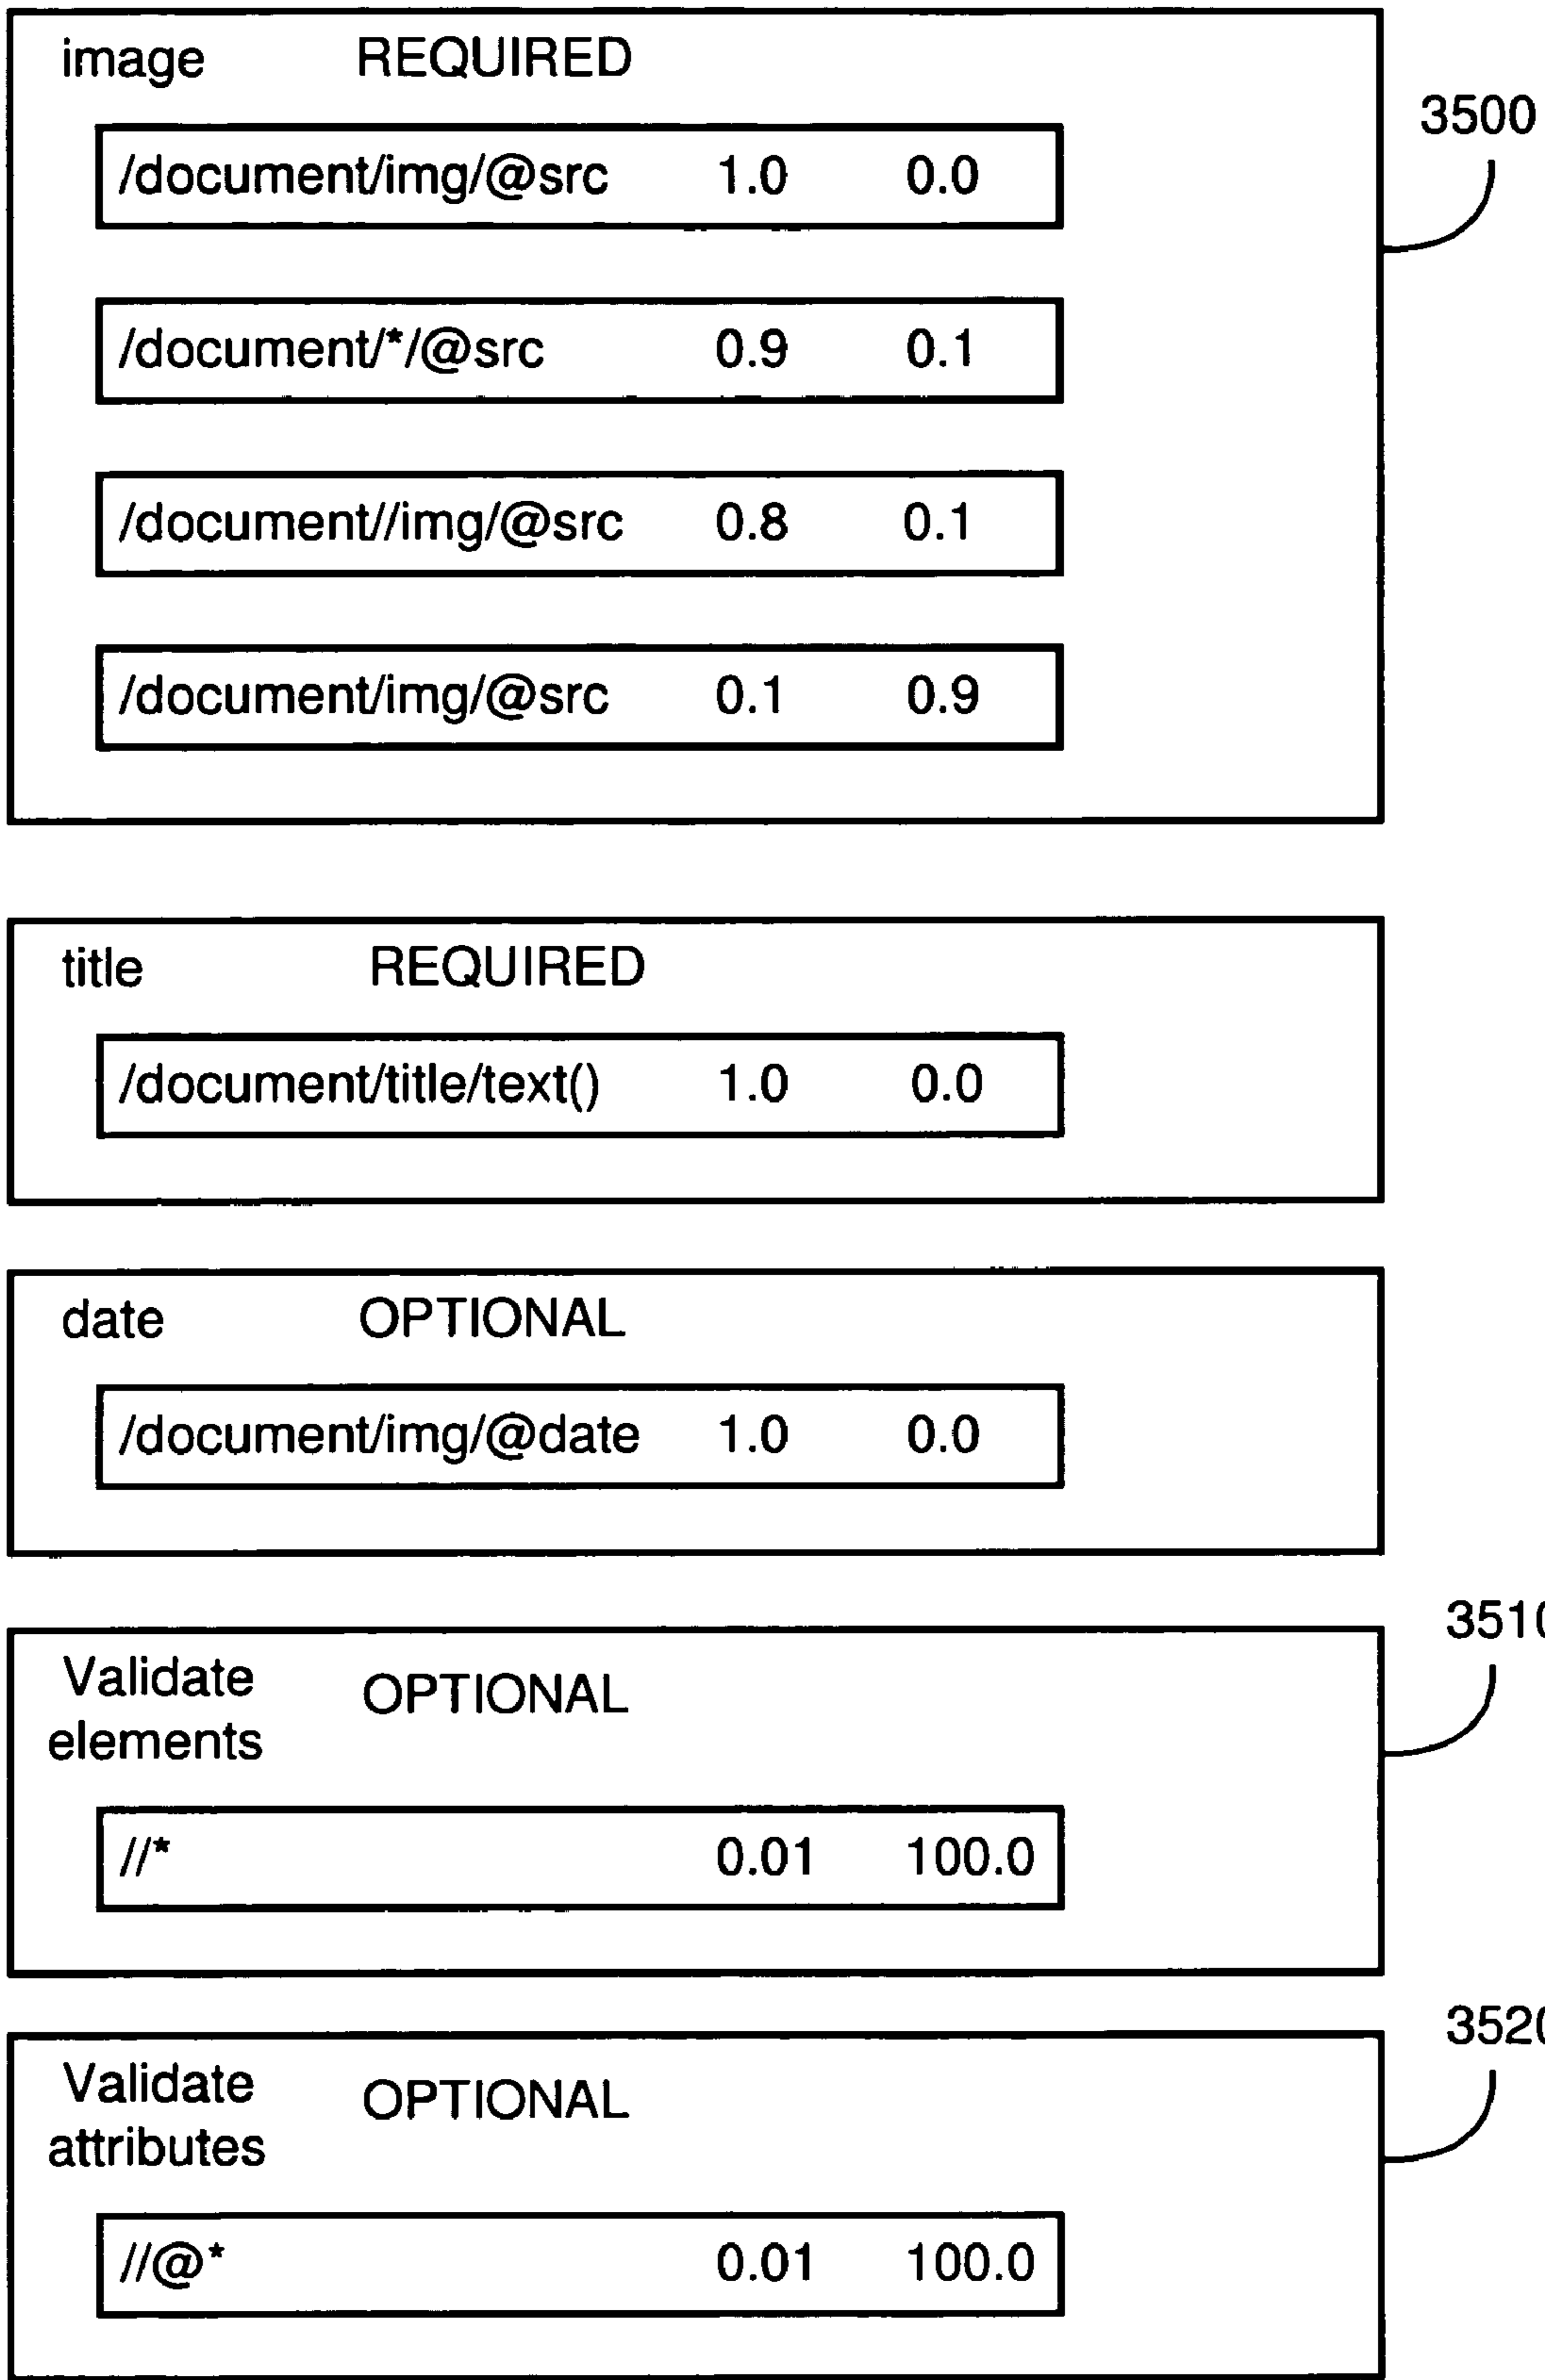 image REQUIRED
3500
/document/img/@src 1.0 0.0
/document/*/@src 0.9 0.1
/document//img/@src 0.8 0.1
/document/img/@src 0.1 0.9
title REQUIRED
/document/title/text() 1.0 0.0
date OPTIONAL
/document/img/@date 1.0 0.0
3510
Validate
elements OPTIONAL
//* 0.01 100.0
3520
Validate
attributes OPTIONAL
//@* 0.01 100.0